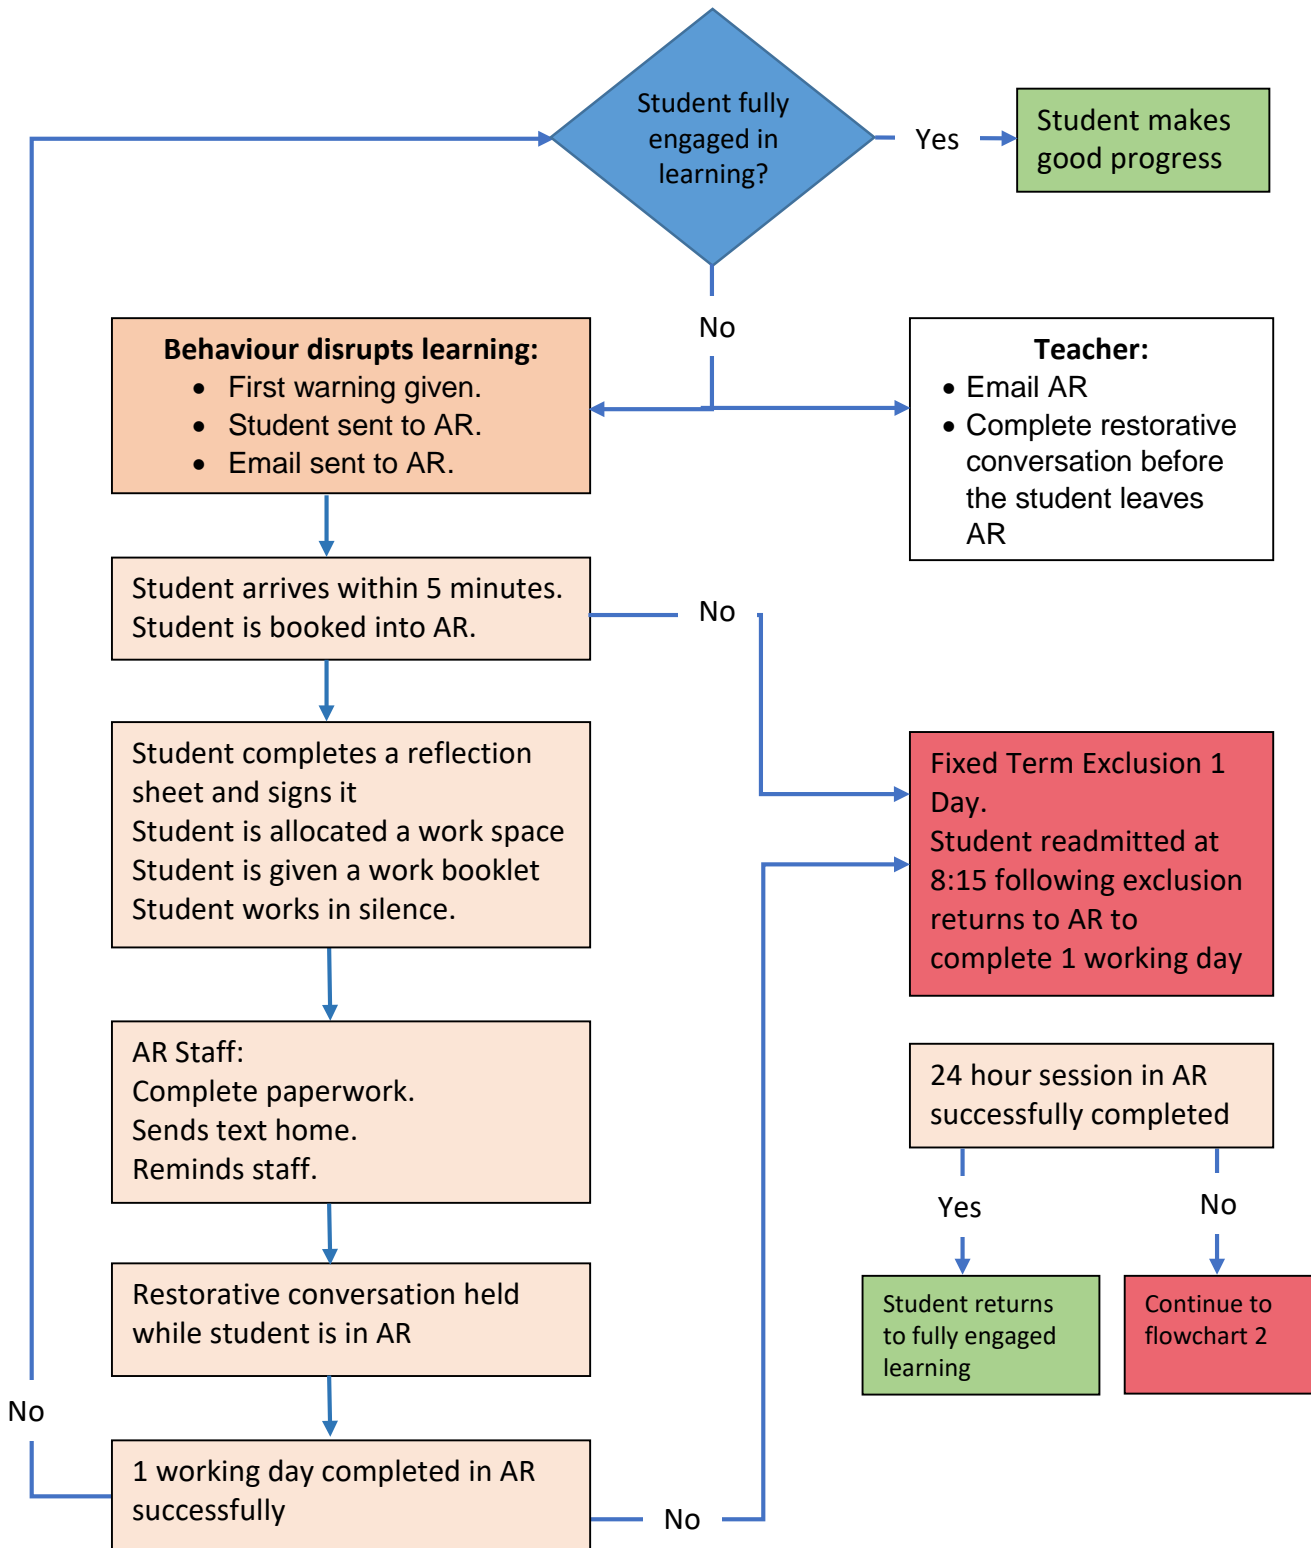 Student fully
engaged in
learning?
Yes
Student makes
good progress
No
Behaviour disrupts learning:
• First warning given.
• Student sent to AR.
• Email sent to AR.
Teacher:
• Email AR
• Complete restorative
conversation before
the student leaves
AR
Student arrives within 5 minutes.
Student is booked into AR.
No
Student completes a reflection
sheet and signs it
Student is allocated a work space
Student is given a work booklet
Student works in silence.
Fixed Term Exclusion 1
Day.
Student readmitted at
8:15 following exclusion
returns to AR to
complete 1 working day
AR Staff:
Complete paperwork.
Sends text home.
Reminds staff.
24 hour session in AR
successfully completed
Yes
No
Restorative conversation held
while student is in AR
Student returns
to fully engaged
learning
Continue to
flowchart 2
No
1 working day completed in AR
successfully
No